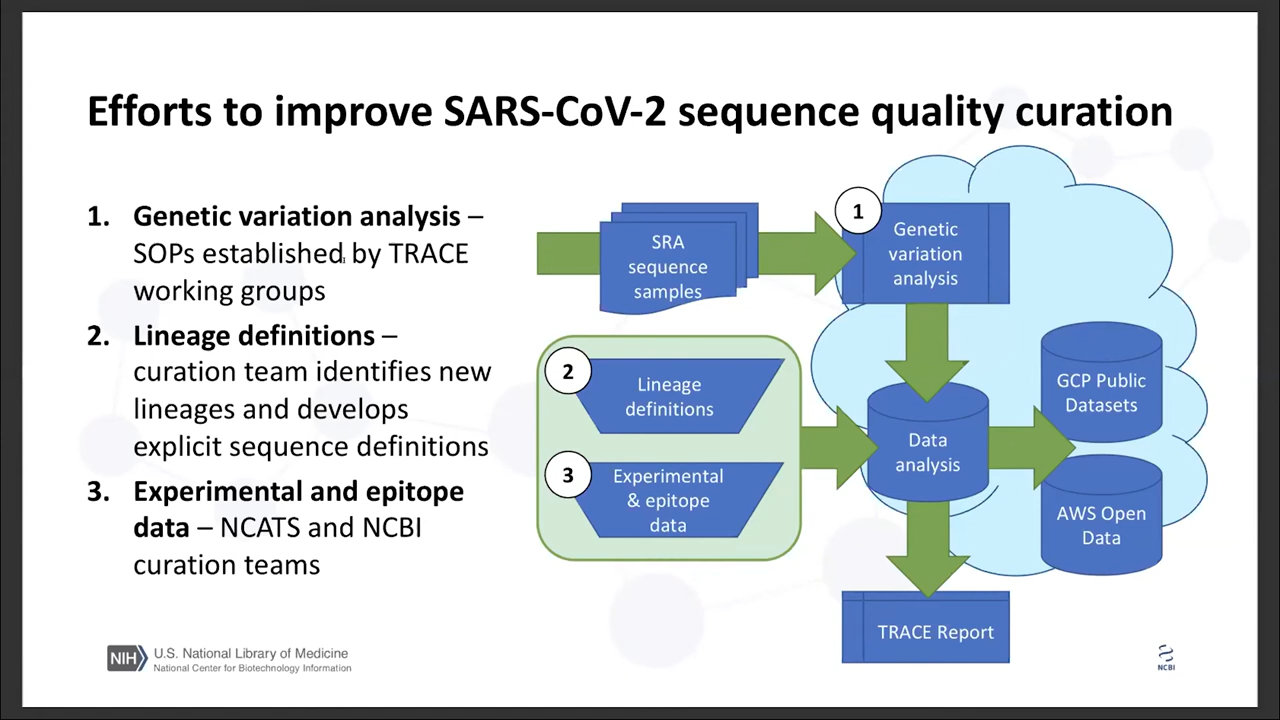 Efforts to improve SARS-CoV-2 sequence quality curation
1. Genetic variation analysis –
SOPs established by TRACE
working groups
2. Lineage definitions –
curation team identifies new
lineages and develops
explicit sequence definitions
3. Experimental and epitope
data – NCATS and NCBI
curation teams
SRA
sequence
samples
1
Genetic
variation
analysis
2
Lineage
definitions
3
Experimental
& epitope
data
Data
analysis
GCP Public
Datasets
AWS Open
Data
TRACE Report
NIH
U.S. National Library of Medicine
National Center for Biotechnology Information
NCBI